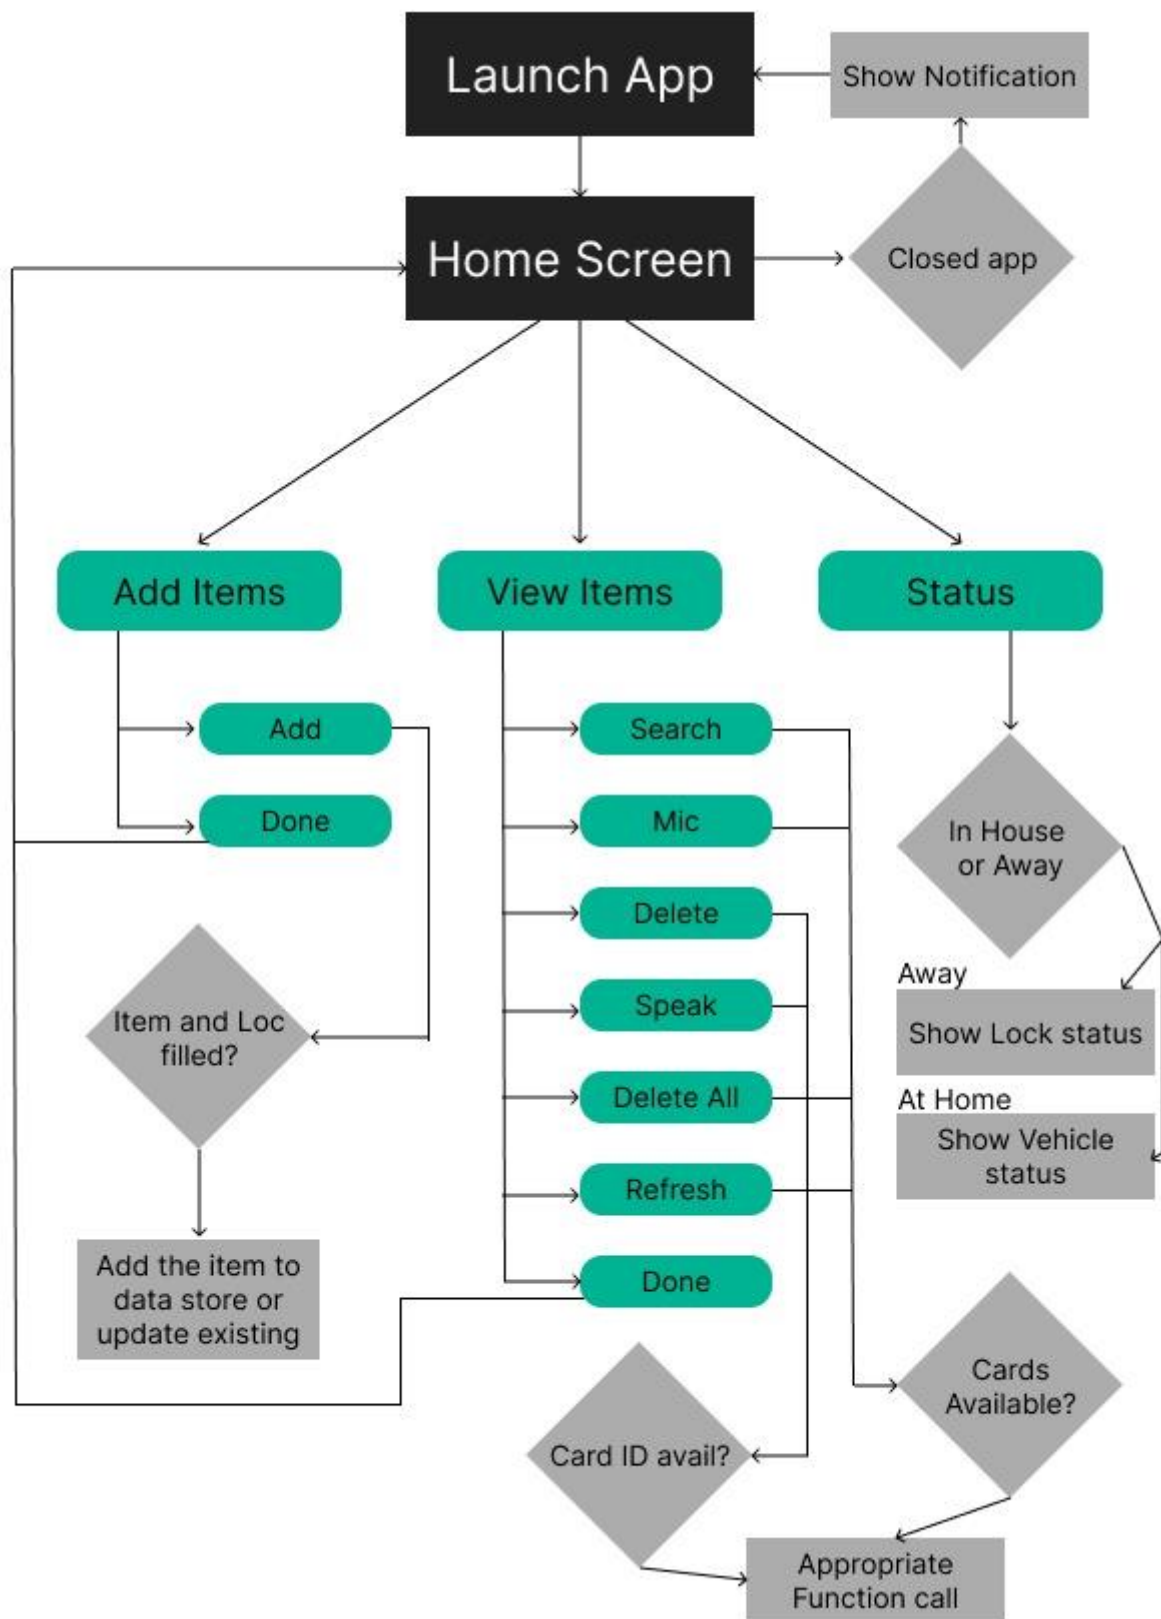 Launch App
Show Notification
Home Screen
Closed app
Add Items
View Items
Status
Add
Done
Search
Mic
Delete
Speak
Delete All
Refresh
Done
In House
or Away
Away
Show Lock status
At Home
Show Vehicle
status
Item and Loc
filled?
Add the item to
data store or
update existing
Card ID avail?
Cards
Available?
Appropriate
Function call